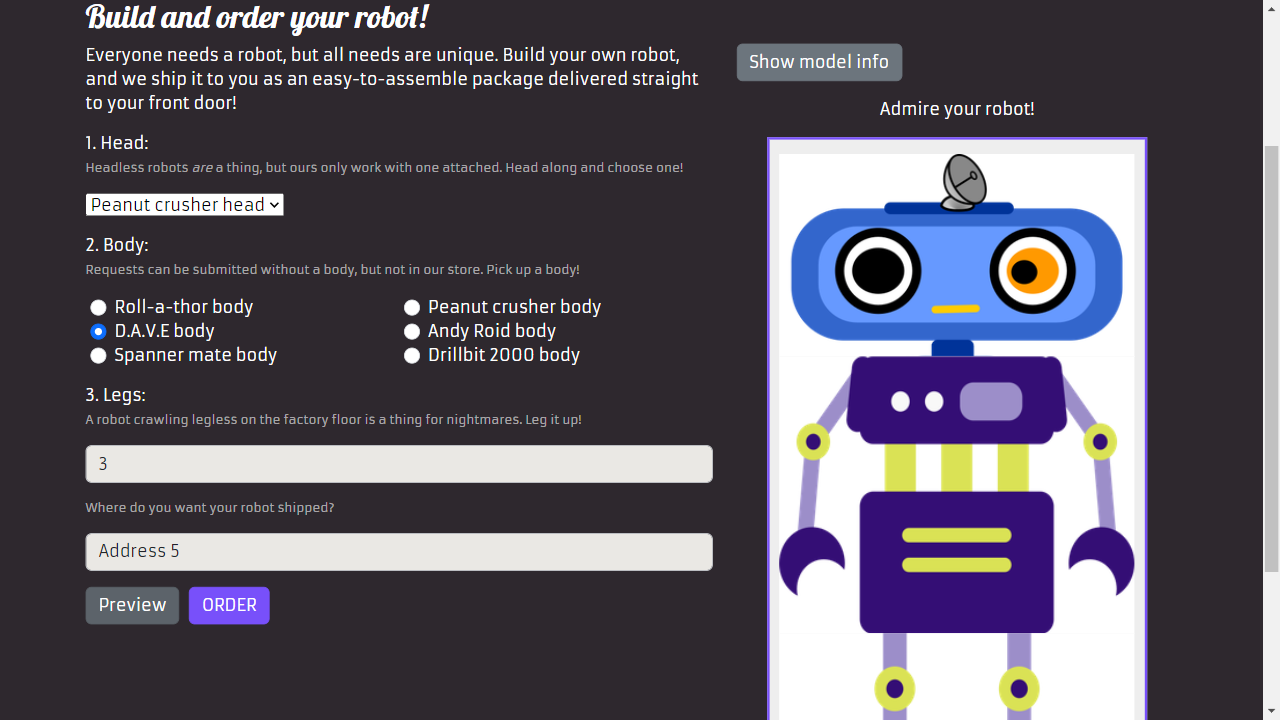 Build and order your robot!
Everyone needs a robot, but all needs are unique. Build your own robot,
and we ship it to you as an easy-to-assemble package delivered straight
to your front door!
1. Head:
Headless robots are a thing, but ours only work with one attached. Head along and choose one!
Peanut crusher head
2. Body:
Requests can be submitted without a body, but not in our store. Pick up a body!
Roll-a-thor body
Peanut crusher body
D.A.V.E body
Andy Roid body
Spanner mate body
Drillbit 2000 body
3. Legs:
A robot crawling legless on the factory floor is a thing for nightmares. Leg it up!
3
Where do you want your robot shipped?
Address 5
Preview
ORDER
Show model info
Admire your robot!